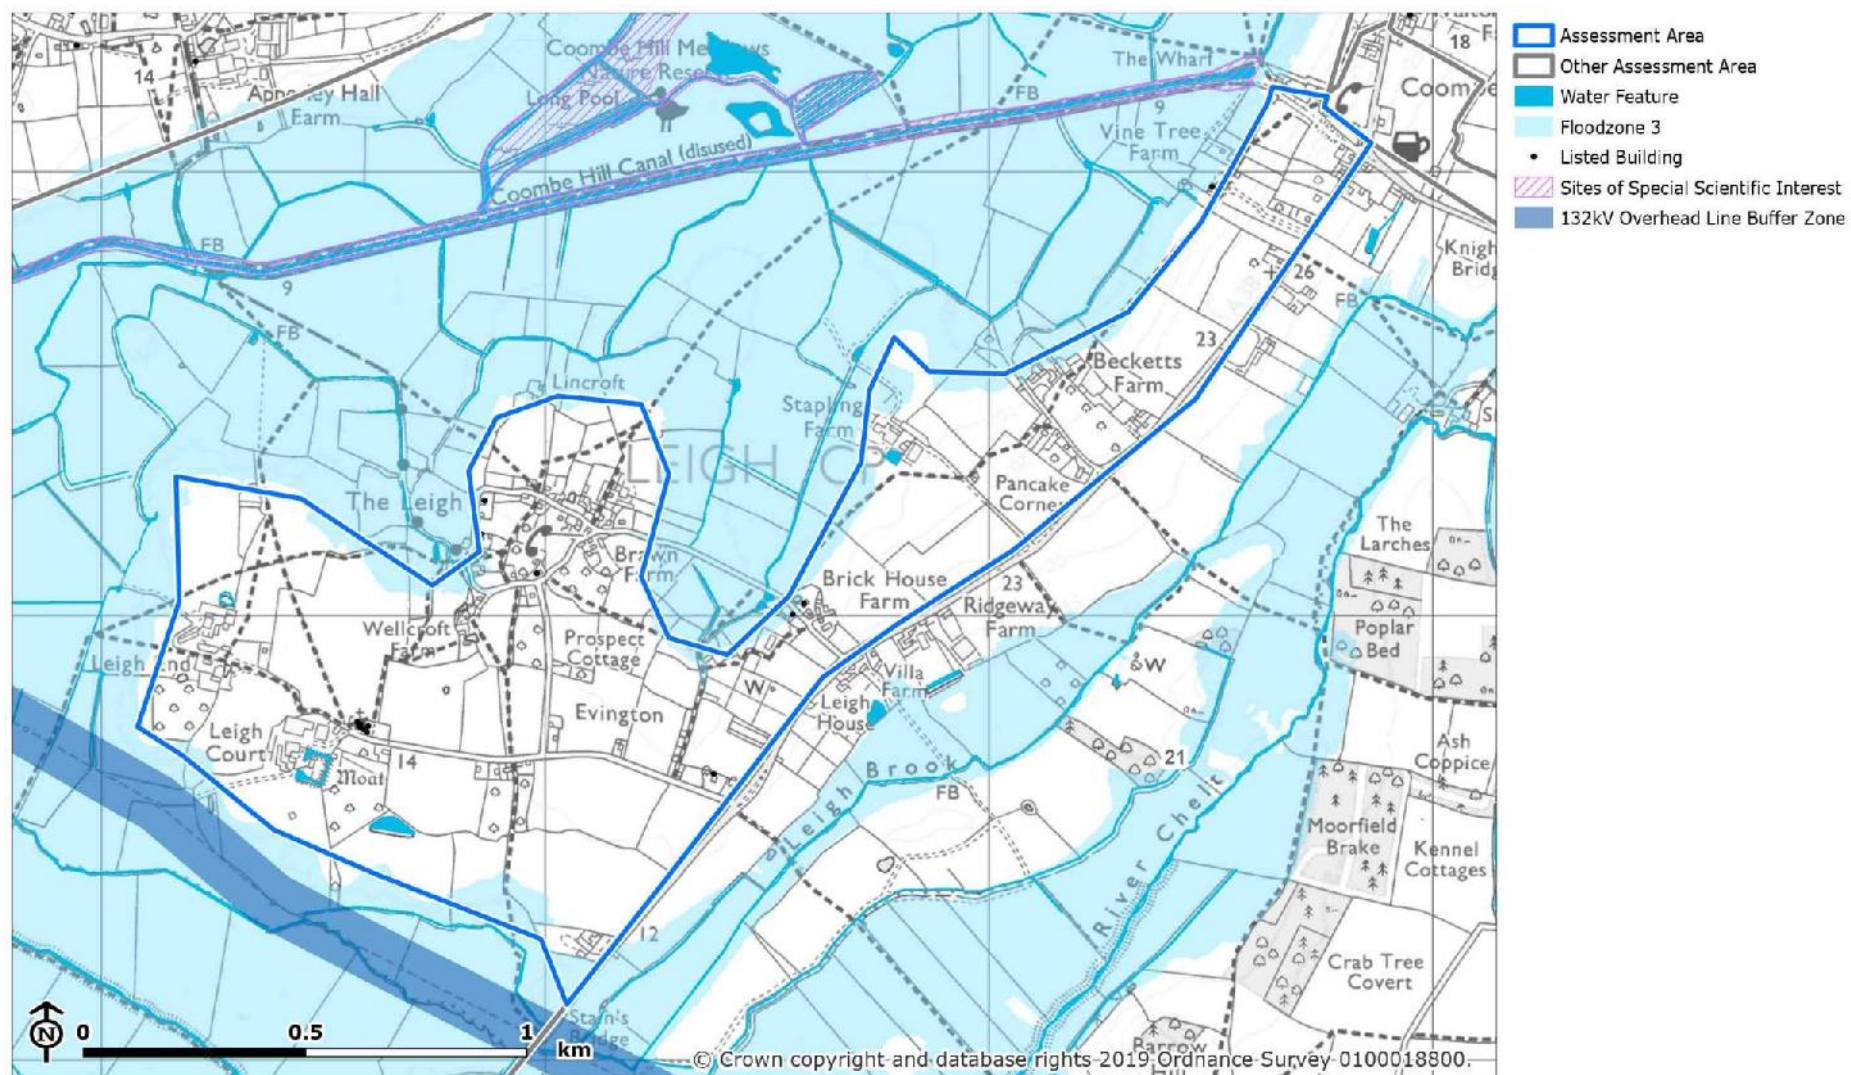 Assessment Area
Other Assessment Area
Water Feature
Floodzone 3
Listed Building
Sites of Special Scientific Interest
132kV Overhead Line Buffer Zone
14
Apperley Hall
Farm
Coombe Hill Meadows
Nature Reserve
Long Pool
Coombe Hill Canal (disused)
The Wharf
FB
9
Vine Tree
Farm
18
FB
9
FB
26
FB
23
Becketts
Farm
Lincroft
Stapling
Farm
LEIGH CP
The Leigh
Pancake
Corner
Brawn
Farm
The
Larches
Brick House
Farm
23
Ridgeway
Farm
Wellcroft
Farm
Prospect
Cottage
Poplar
Bed
Leigh End
W
W
Villa
Farm
Leigh
House
Evington
Leigh
Court
Moat
14
Leigh Brook
FB
21
Ash
Coppice
River Chelt
Moorfield
Brake
Kennel
Cottages
12
Crab Tree
Covert
Stain's
Bridge
Barrow
Hill
N
0 0.5 1
km
© Crown copyright and database rights 2019 Ordnance Survey 0100018800.